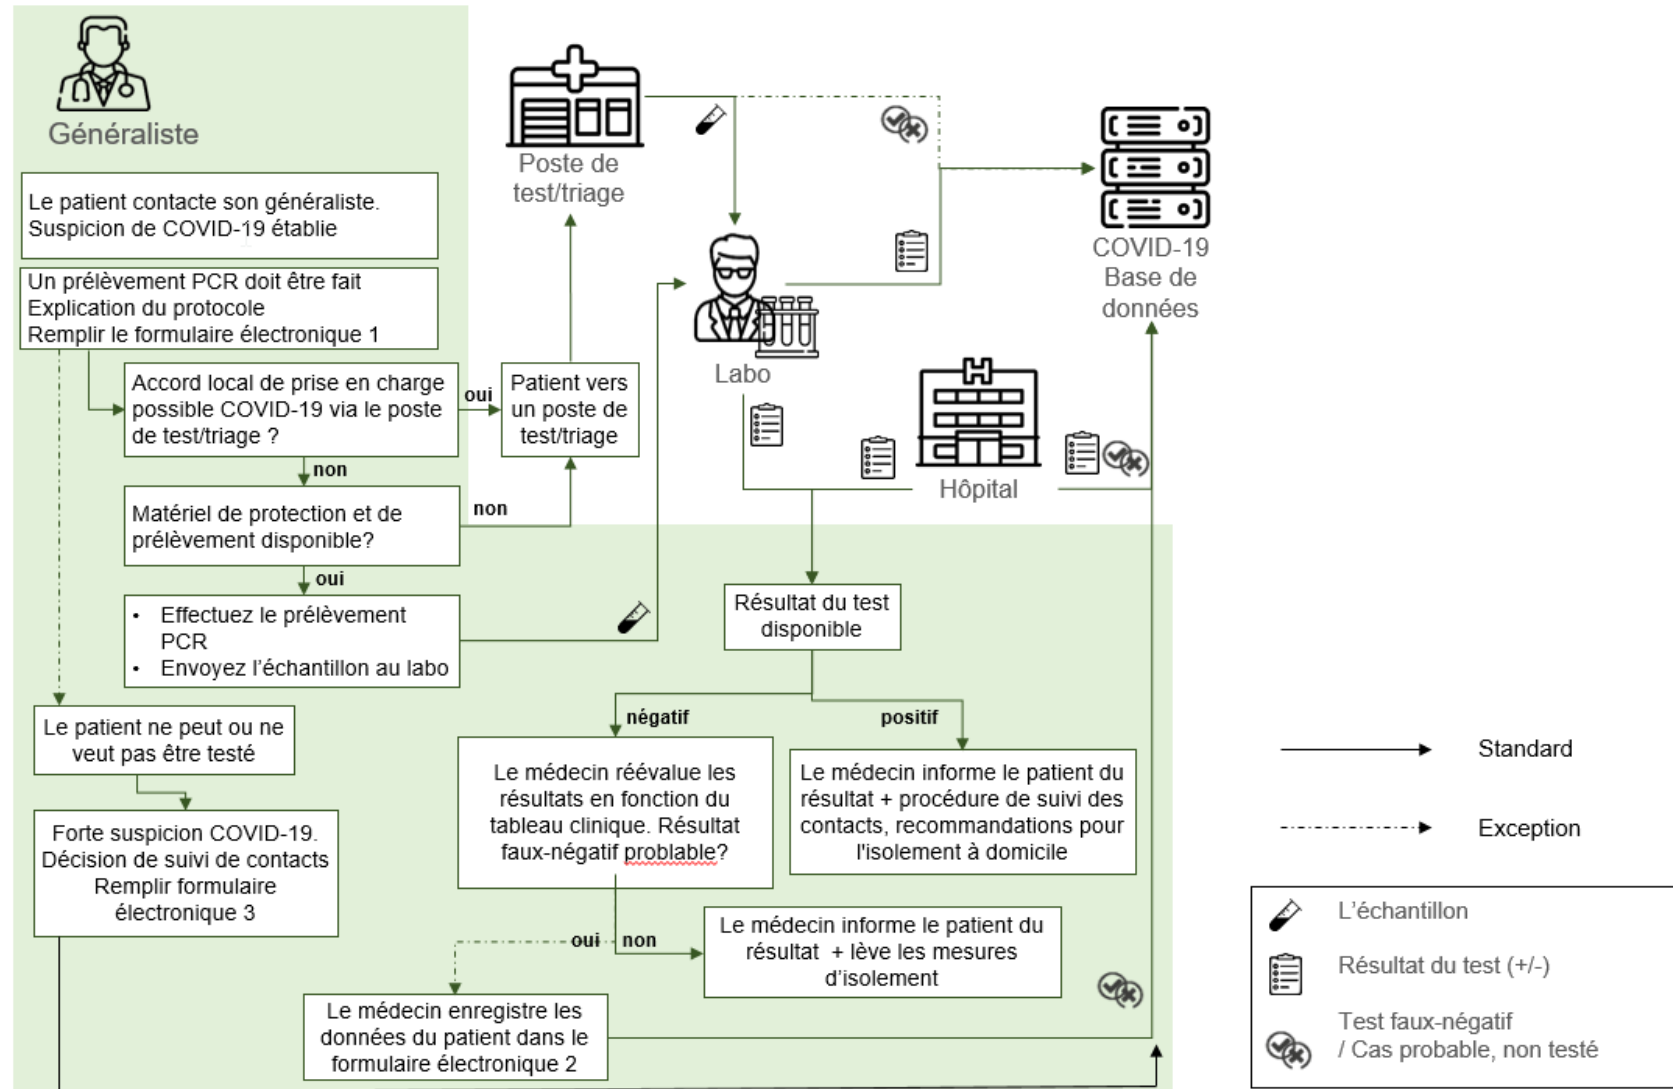 Généraliste
Le patient contacte son généraliste.
Suspicion de COVID-19 établie
Un prélèvement PCR doit être fait
Explication du protocole
Remplir le formulaire électronique 1
Accord local de prise en charge
possible COVID-19 via le poste
de test/triage ?
oui
Patient vers
un poste de
test/triage
non
Matériel de protection et de
prélèvement disponible?
non
oui
• Effectuez le prélèvement
PCR
• Envoyez l'échantillon au labo
Le patient ne peut ou ne
veut pas être testé
Forte suspicion COVID-19.
Décision de suivi de contacts
Remplir formulaire
électronique 3
Poste de
test/triage
Labo
COVID-19
Base de
données
H
Hôpital
Résultat du test
disponible
négatif
positif
Le médecin réévalue les
résultats en fonction du
tableau clinique. Résultat
faux-négatif problable?
Le médecin informe le patient du
résultat + procédure de suivi des
contacts, recommandations pour
l'isolement à domicile
oui
non
Le médecin informe le patient du
résultat + lève les mesures
d'isolement
Le médecin enregistre les
données du patient dans le
formulaire électronique 2
Standard
Exception
L'échantillon
Résultat du test (+/-)
Test faux-négatif
/ Cas probable, non testé